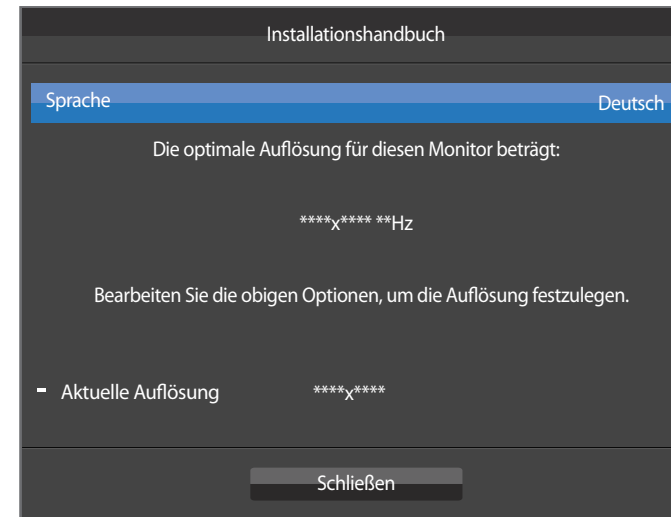 Installationshandbuch
Sprache Deutsch
Die optimale Auflösung für diesen Monitor beträgt:
****x**** **Hz
Bearbeiten Sie die obigen Optionen, um die Auflösung festzulegen.
- Aktuelle Auflösung ****x****
Schließen